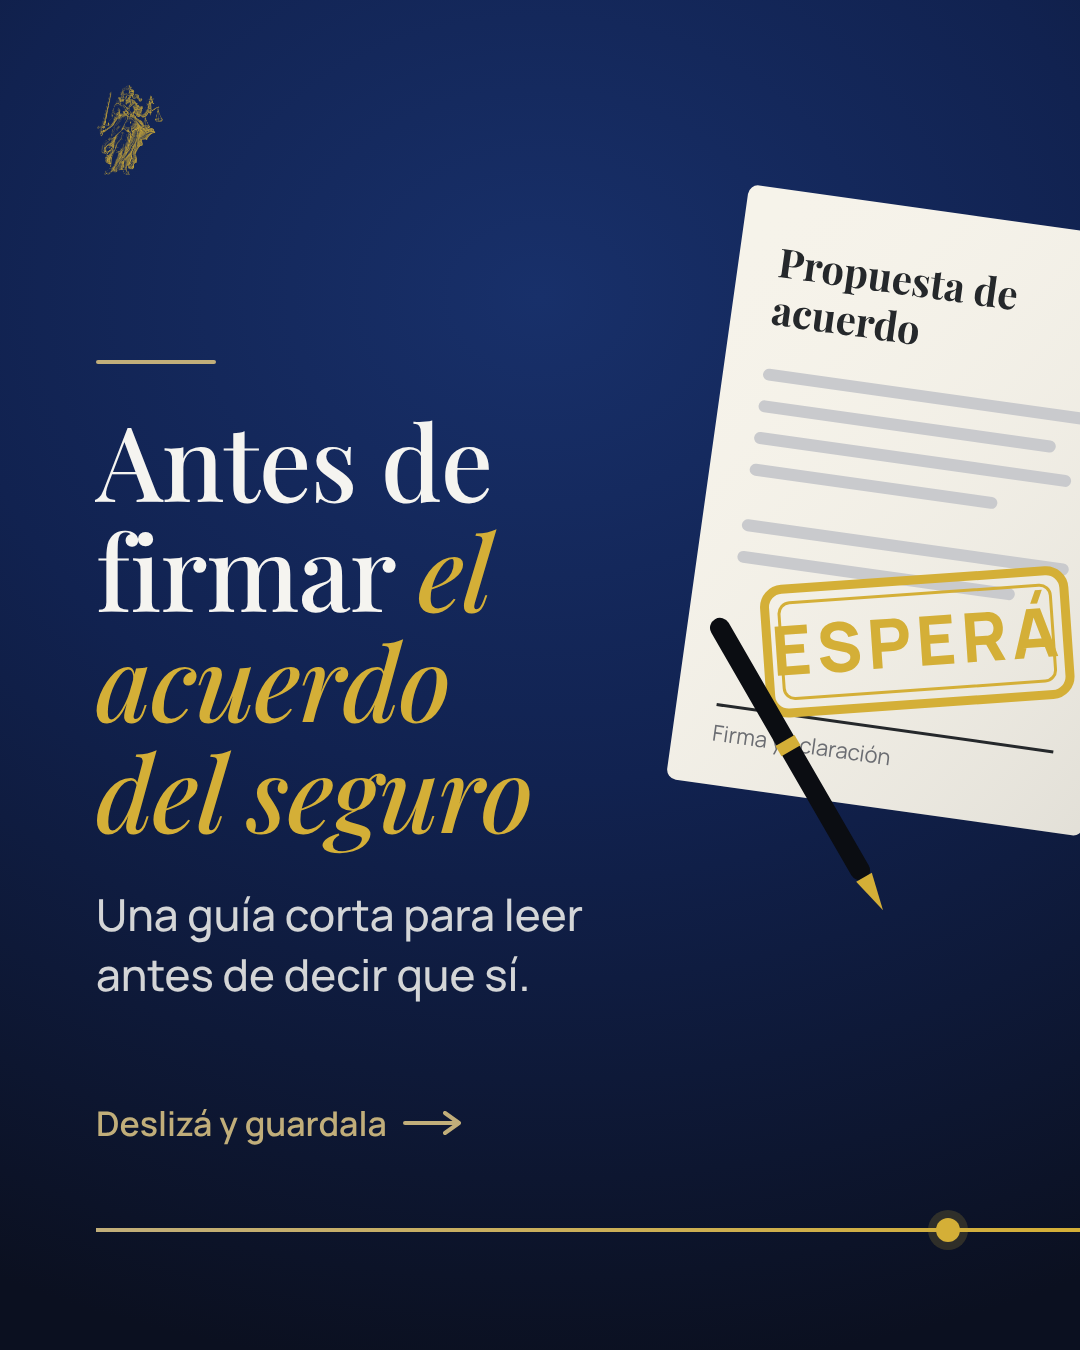 Propuesta de
acuerdo
ESPERÁ
Firma
Antes de
firmar el
acuerdo
del seguro
Una guía corta para leer
antes de decir que sí.
Deslizá y guardala